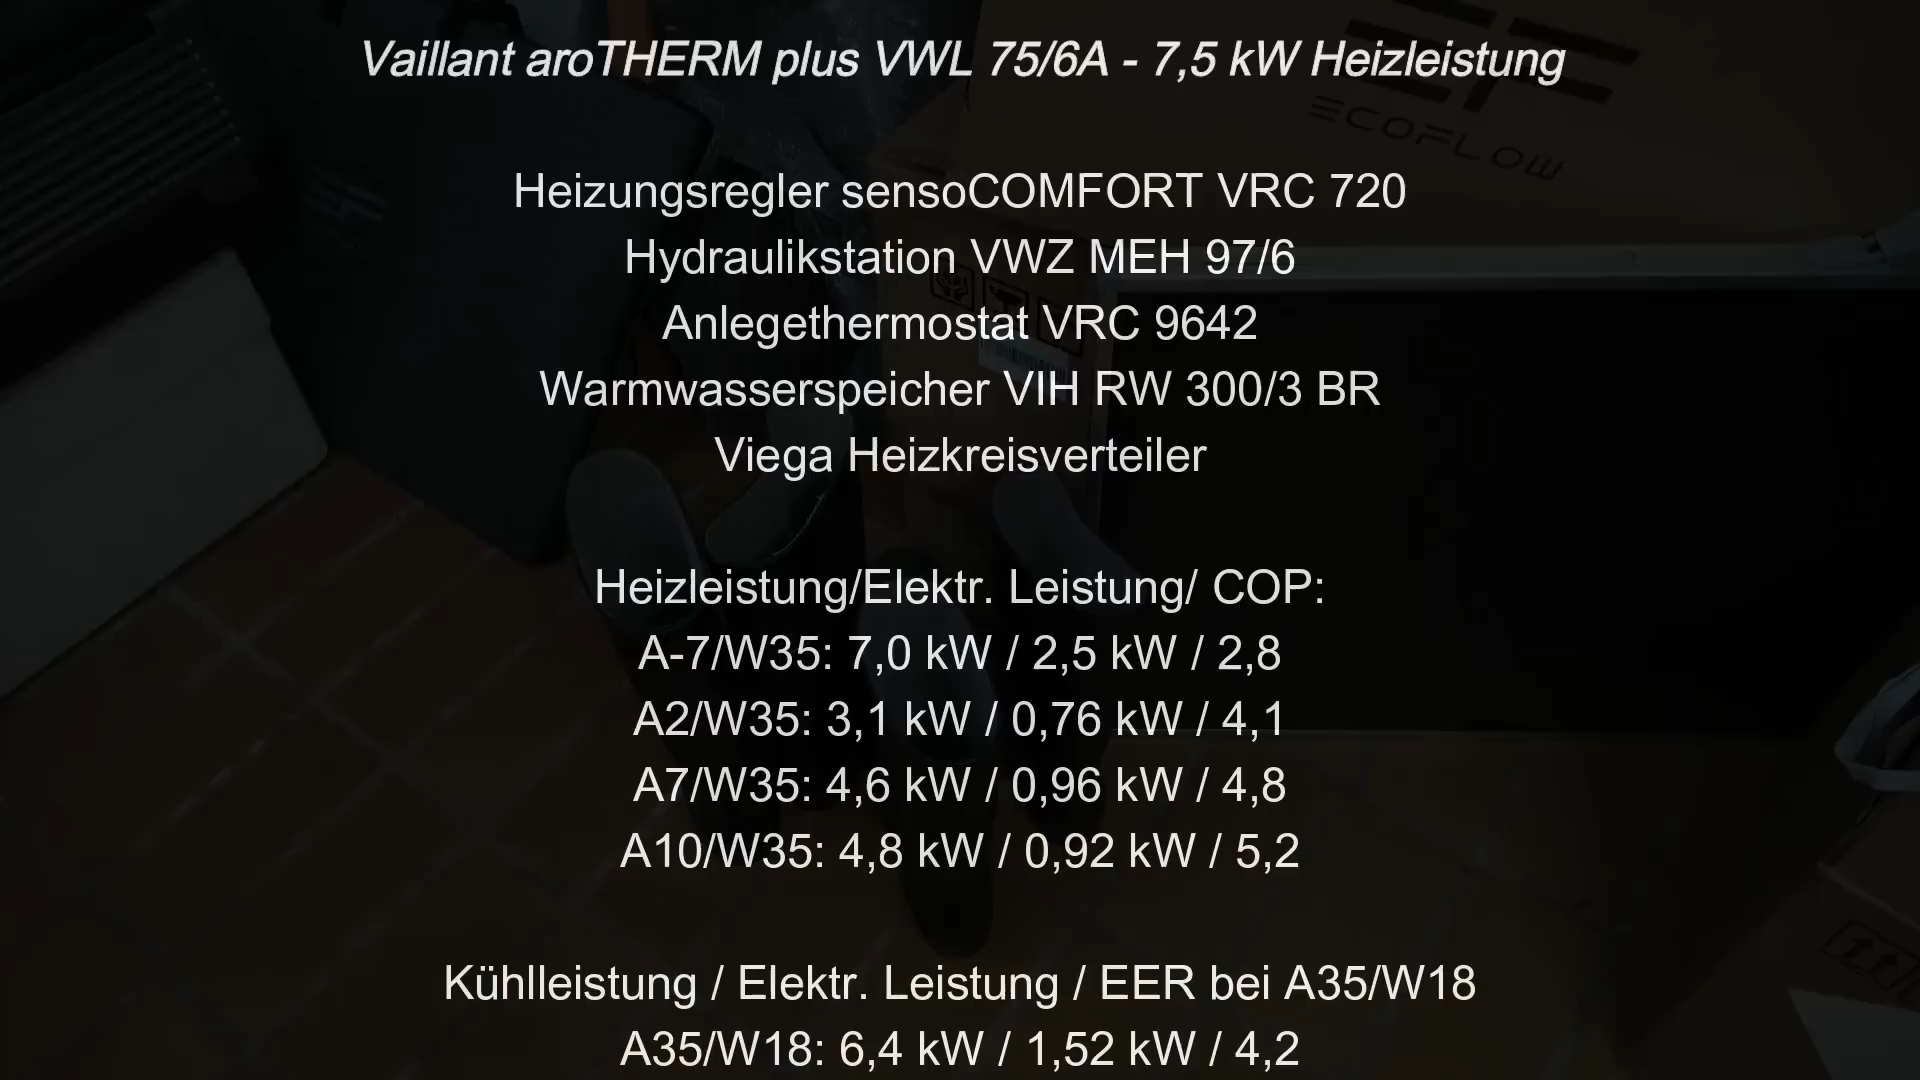 Vaillant aroTHERM plus VWL 75/6A - 7,5 kW Heizleistung
ECOFLOW
Heizungsregler sensoCOMFORT VRC 720
Hydraulikstation VWZ MEH 97/6
Anlegethermostat VRC 9642
Warmwasserspeicher VIH RW 300/3 BR
Viega Heizkreisverteiler
Heizleistung/Elektr. Leistung/ COP:
A-7/W35: 7,0 kW / 2,5 kW / 2,8
A2/W35: 3,1 kW / 0,76 kW / 4,1
A7/W35: 4,6 kW / 0,96 kW / 4,8
A10/W35: 4,8 kW / 0,92 kW / 5,2
Kühlleistung / Elektr. Leistung / EER bei A35/W18
A35/W18: 6,4 kW / 1,52 kW / 4,2